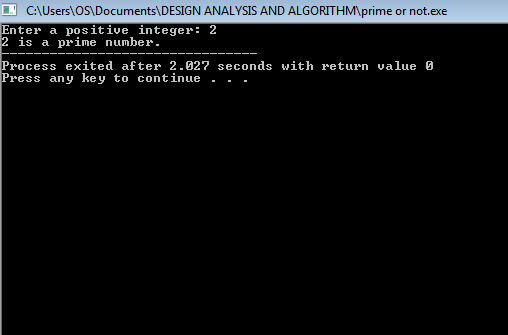 C:\Users\OS\Documents\DESIGN ANALYSIS AND ALGORITHM\prime or not.exe
Enter a positive integer: 2
2 is a prime number.
--------------------------------
Process exited after 2.027 seconds with return value 0
Press any key to continue . . .